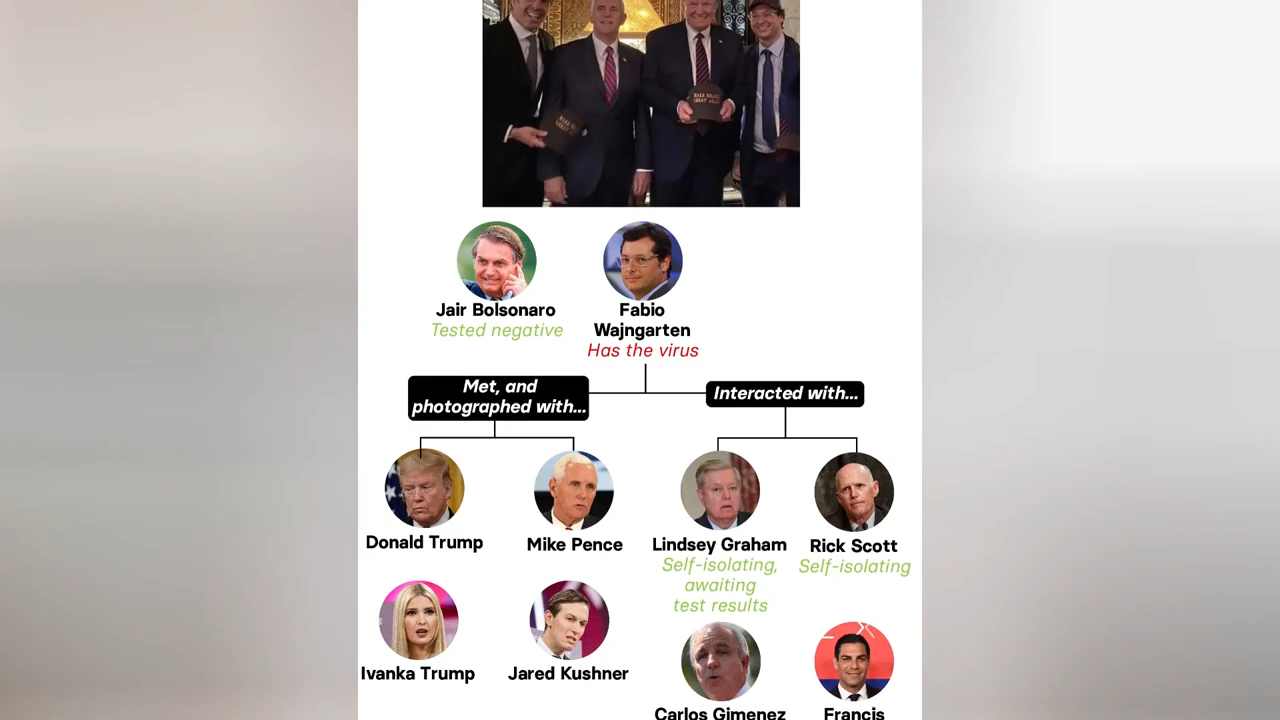 Jair Bolsonaro
Tested negative
Fabio
Wajngarten
Has the virus
Met, and
photographed with...
Interacted with...
Donald Trump
Mike Pence
Lindsey Graham
Self-isolating,
awaiting
test results
Rick Scott
Self-isolating
Ivanka Trump
Jared Kushner
Carlos Gimenez
Francis